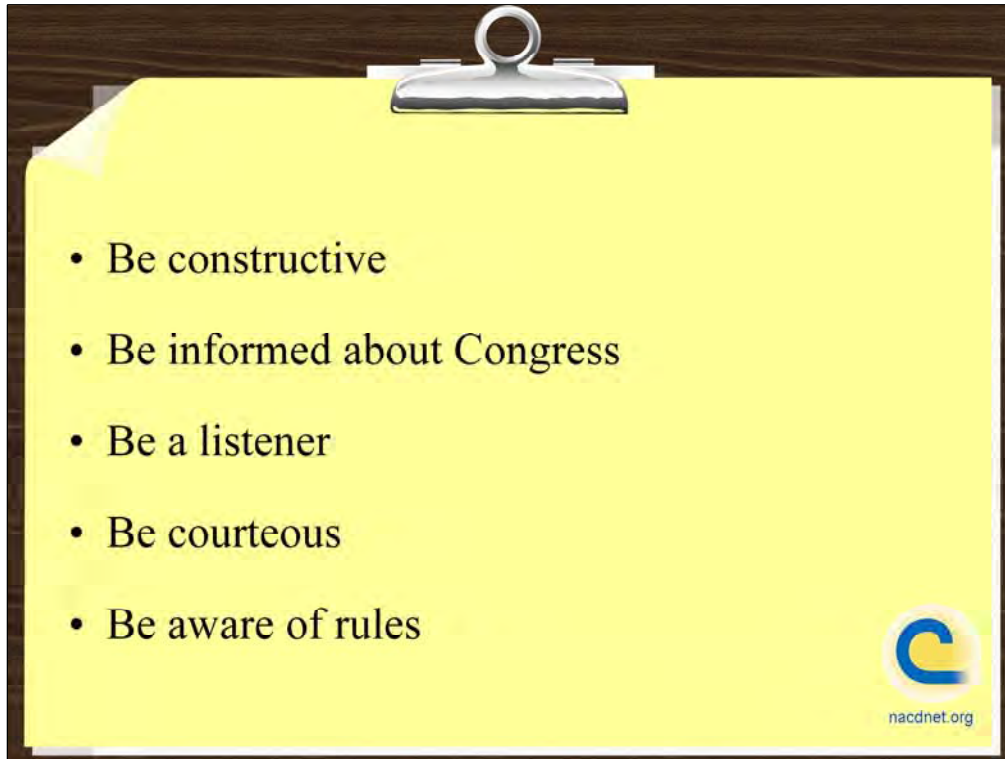 • Be constructive
• Be informed about Congress
• Be a listener
• Be courteous
• Be aware of rules
nacdnet.org